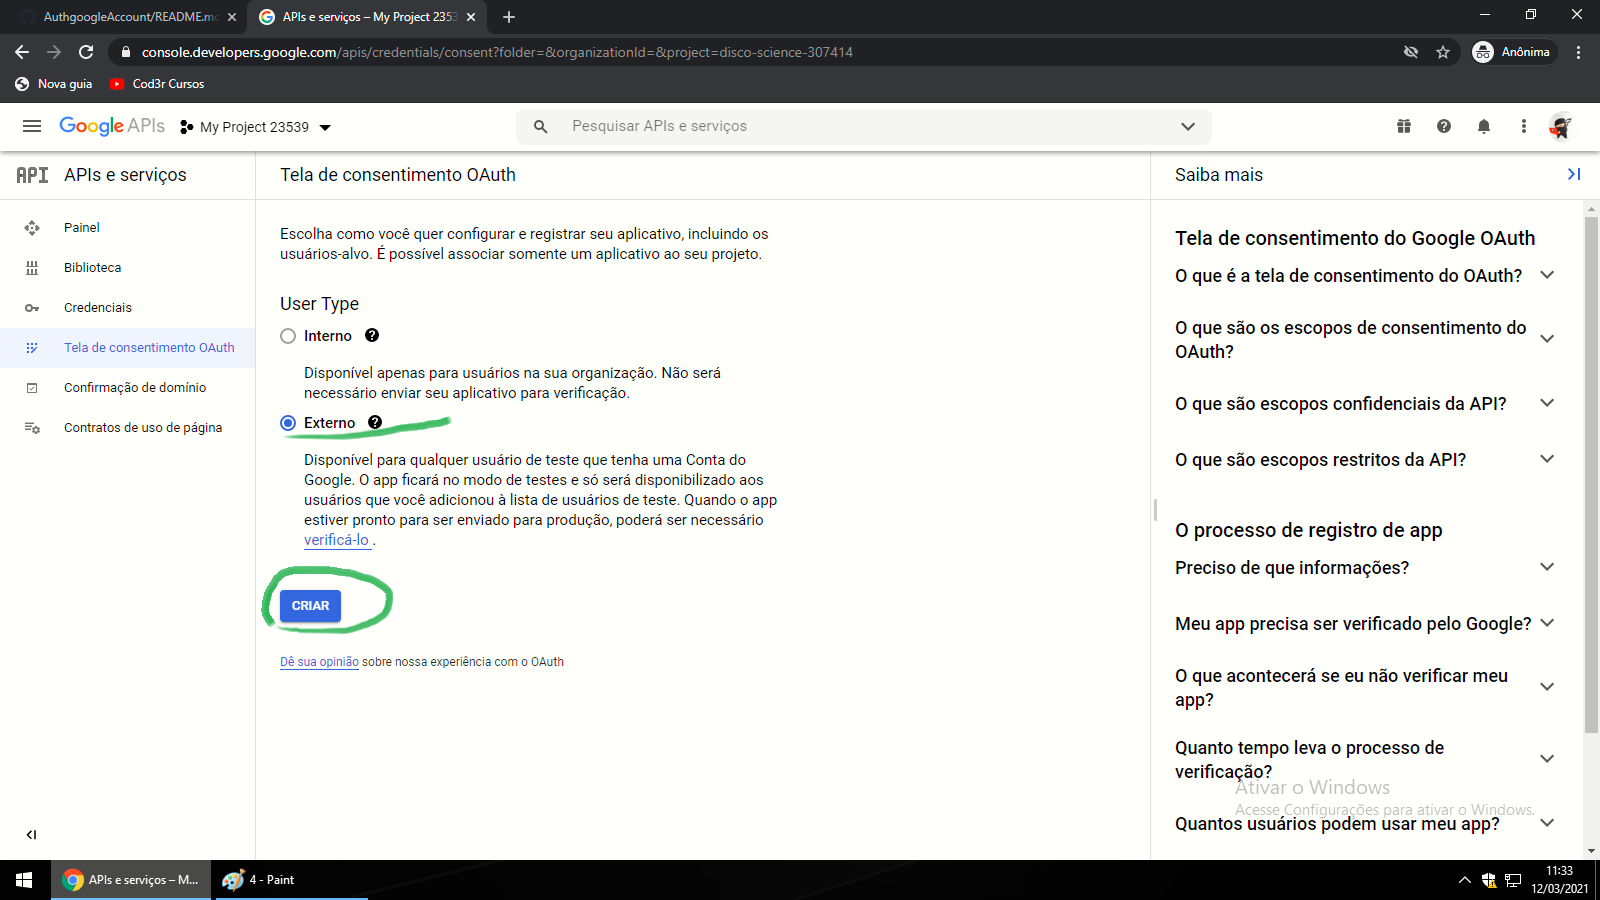 AuthgoogleAccount/README.mc
APIs e serviços – My Project 2353
console.developers.google.com/apis/credentials/consent?folder=&organizationId=&project=disco-science-307414
Anônima
Nova guia
Cod3r Cursos
Google APIs
My Project 23539
Pesquisar APIs e serviços
API
APIs e serviços
Painel
Biblioteca
Credenciais
Tela de consentimento OAuth
Confirmação de domínio
Contratos de uso de página
Tela de consentimento OAuth
Escolha como você quer configurar e registrar seu aplicativo, incluindo os
usuários-alvo. É possível associar somente um aplicativo ao seu projeto.
User Type
Interno
Disponível apenas para usuários na sua organização. Não será
necessário enviar seu aplicativo para verificação.
Externo
Disponível para qualquer usuário de teste que tenha uma Conta do
Google. O app ficará no modo de testes e só será disponibilizado aos
usuários que você adicionou à lista de usuários de teste. Quando o app
estiver pronto para ser enviado para produção, poderá ser necessário
verificá-lo .
CRIAR
Dê sua opinião sobre nossa experiência com o OAuth
Saiba mais
Tela de consentimento do Google OAuth
O que é a tela de consentimento do OAuth?
O que são os escopos de consentimento do
OAuth?
O que são escopos confidenciais da API?
O que são escopos restritos da API?
O processo de registro de app
Preciso de que informações?
Meu app precisa ser verificado pelo Google?
O que acontecerá se eu não verificar meu
app?
Quanto tempo leva o processo de
verificação?
Ativar o Windows
Acesse Configurações para ativar o Windows.
Quantos usuários podem usar meu app?
APIs e serviços – M...
4 - Paint
11:33
12/03/2021